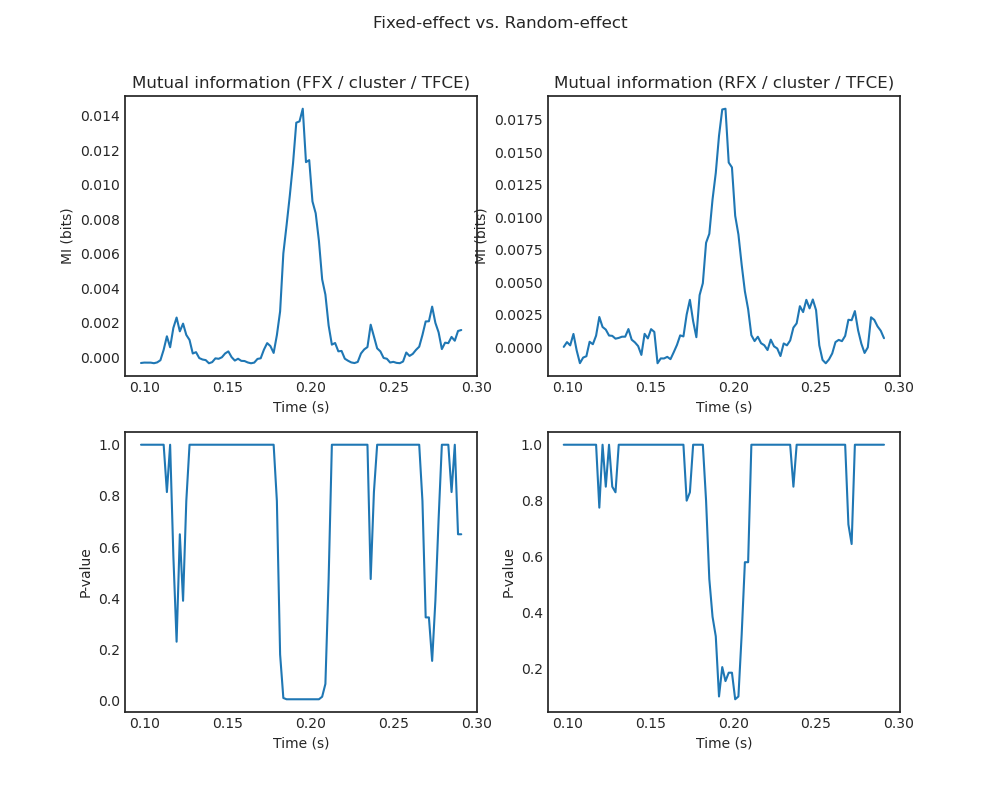 Fixed-effect vs. Random-effect
Mutual information (FFX / cluster / TFCE)
0.014
0.012
0.010
0.008
0.006
0.004
0.002
0.000
MI (bits)
0.10 0.15 0.20 0.25 0.30
Time (s)
Mutual information (RFX / cluster / TFCE)
0.0175
0.0150
0.0125
0.0100
0.0075
0.0050
0.0025
0.0000
MI (bits)
0.10 0.15 0.20 0.25 0.30
Time (s)
1.0
0.8
0.6
0.4
0.2
0.0
P-value
0.10 0.15 0.20 0.25 0.30
Time (s)
1.0
0.8
0.6
0.4
0.2
P-value
0.10 0.15 0.20 0.25 0.30
Time (s)